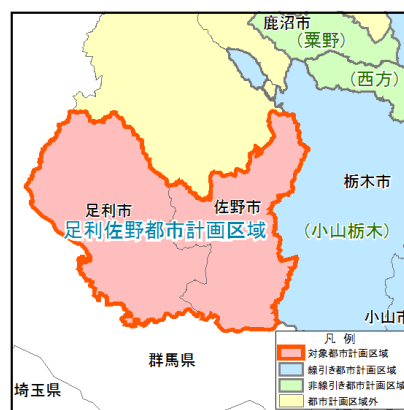 鹿沼市
(粟野)
(西方)
栃木市
足利市
佐野市
足利佐野都市計画区域
(小山栃木)
小山市
群馬県
埼玉県
凡 例
対象都市計画区域
線引き都市計画区域
非線引き都市計画区域
都市計画区域外